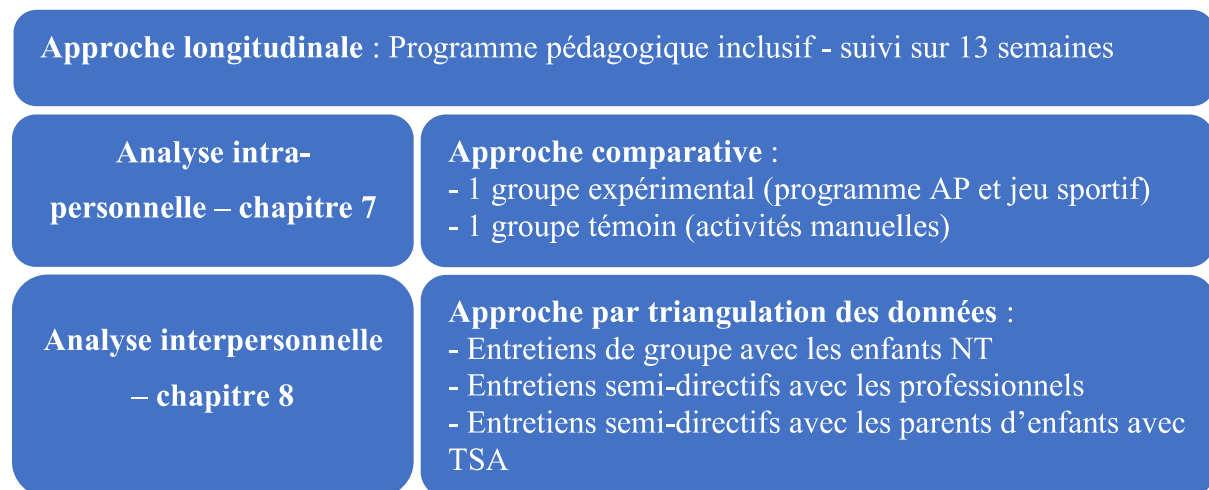 Approche longitudinale : Programme pédagogique inclusif - suivi sur 13 semaines
Analyse intra-
personnelle – chapitre 7
Approche comparative :
- 1 groupe expérimental (programme AP et jeu sportif)
- 1 groupe témoin (activités manuelles)
Analyse interpersonnelle
– chapitre 8
Approche par triangulation des données :
- Entretiens de groupe avec les enfants NT
- Entretiens semi-directifs avec les professionnels
- Entretiens semi-directifs avec les parents d’enfants avec
TSA